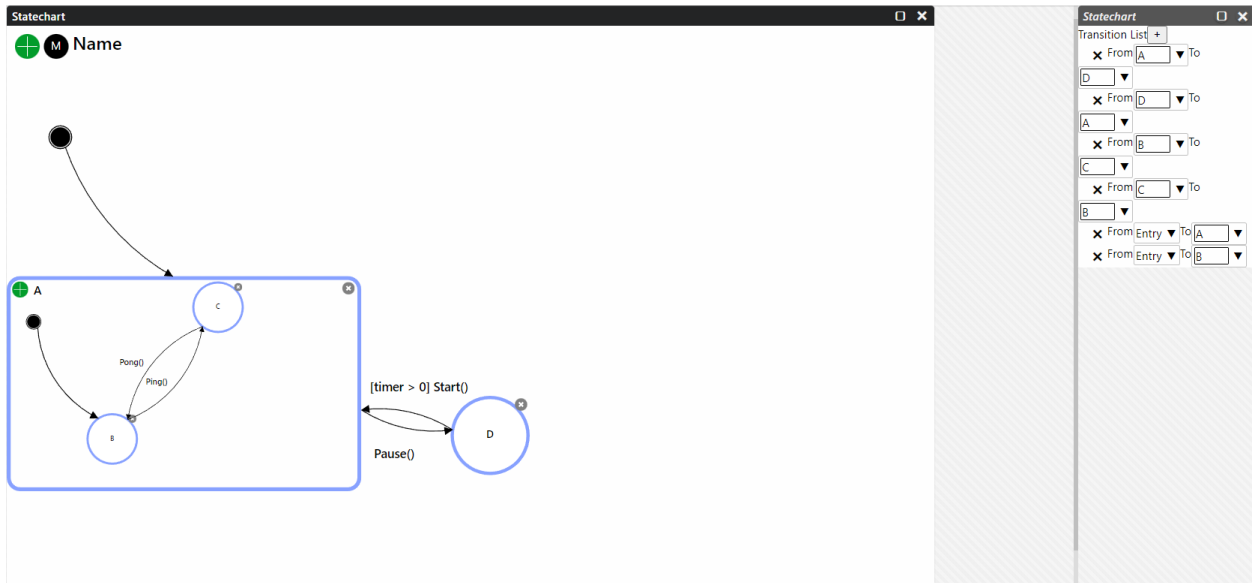 Statechart
M Name
A
C
Pong()
Ping()
B
[timer > 0] Start()
D
Pause()
Statechart
Transition List +
From A To
D
From D To
A
From B To
C
From C To
B
From Entry To A
From Entry To B